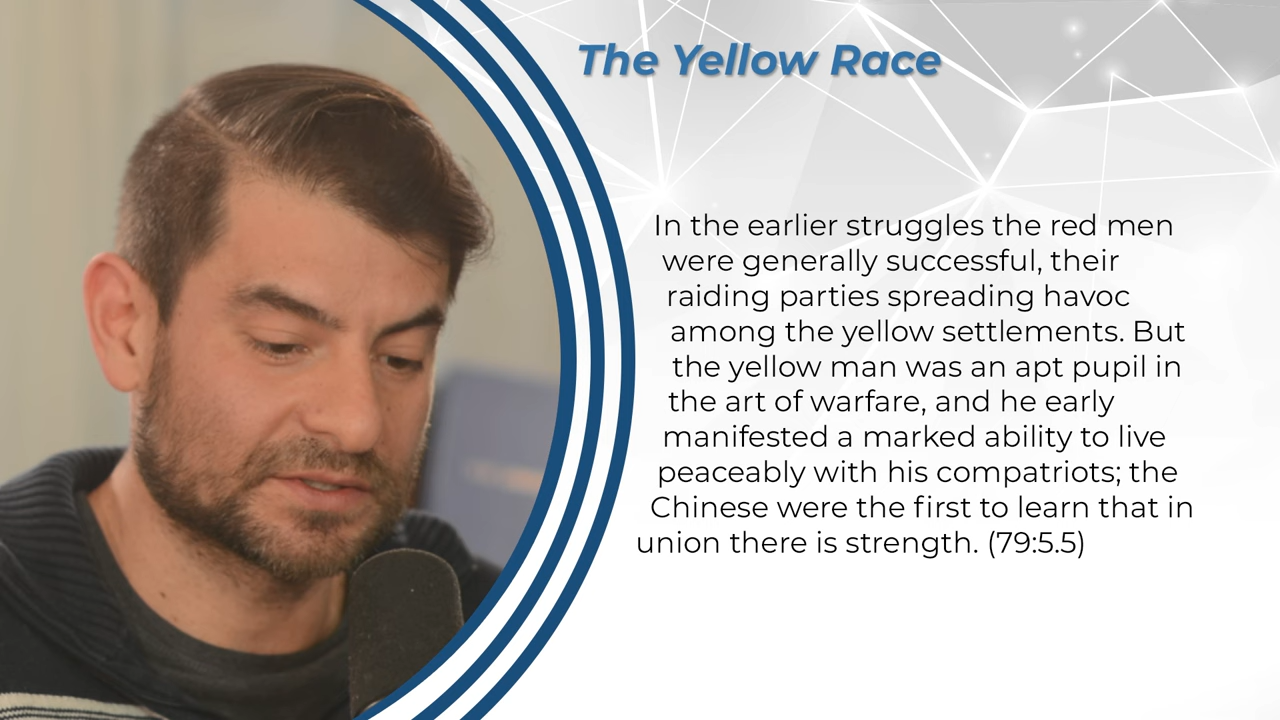 The Yellow Race
In the earlier struggles the red men
were generally successful, their
raiding parties spreading havoc
among the yellow settlements. But
the yellow man was an apt pupil in
the art of warfare, and he early
manifested a marked ability to live
peaceably with his compatriots; the
Chinese were the first to learn that in
union there is strength. (79:5.5)